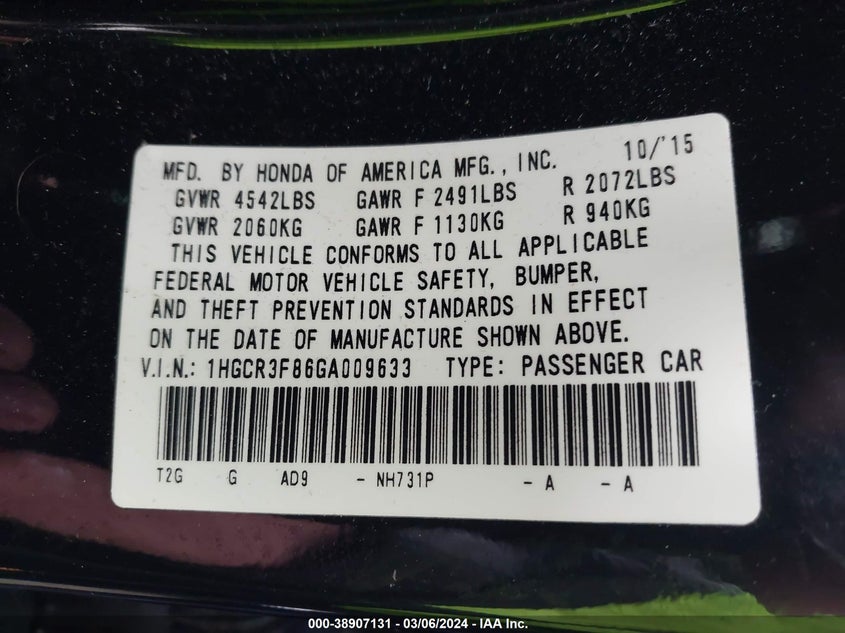 MFD. BY HONDA OF AMERICA MFG., INC. 10/'15
GVWR 4542LBS GAWR F 2491LBS R 2072LBS
GVWR 2060KG GAWR F 1130KG R 940KG
THIS VEHICLE CONFORMS TO ALL APPLICABLE
FEDERAL MOTOR VEHICLE SAFETY, BUMPER,
AND THEFT PREVENTION STANDARDS IN EFFECT
ON THE DATE OF MANUFACTURE SHOWN ABOVE.
V.I.N.: 1HGCR3F86GA009633 TYPE: PASSENGER CAR
T2G G AD9 - NH731P - A - A
000-38907131 - 03/06/2024 - IAA Inc.